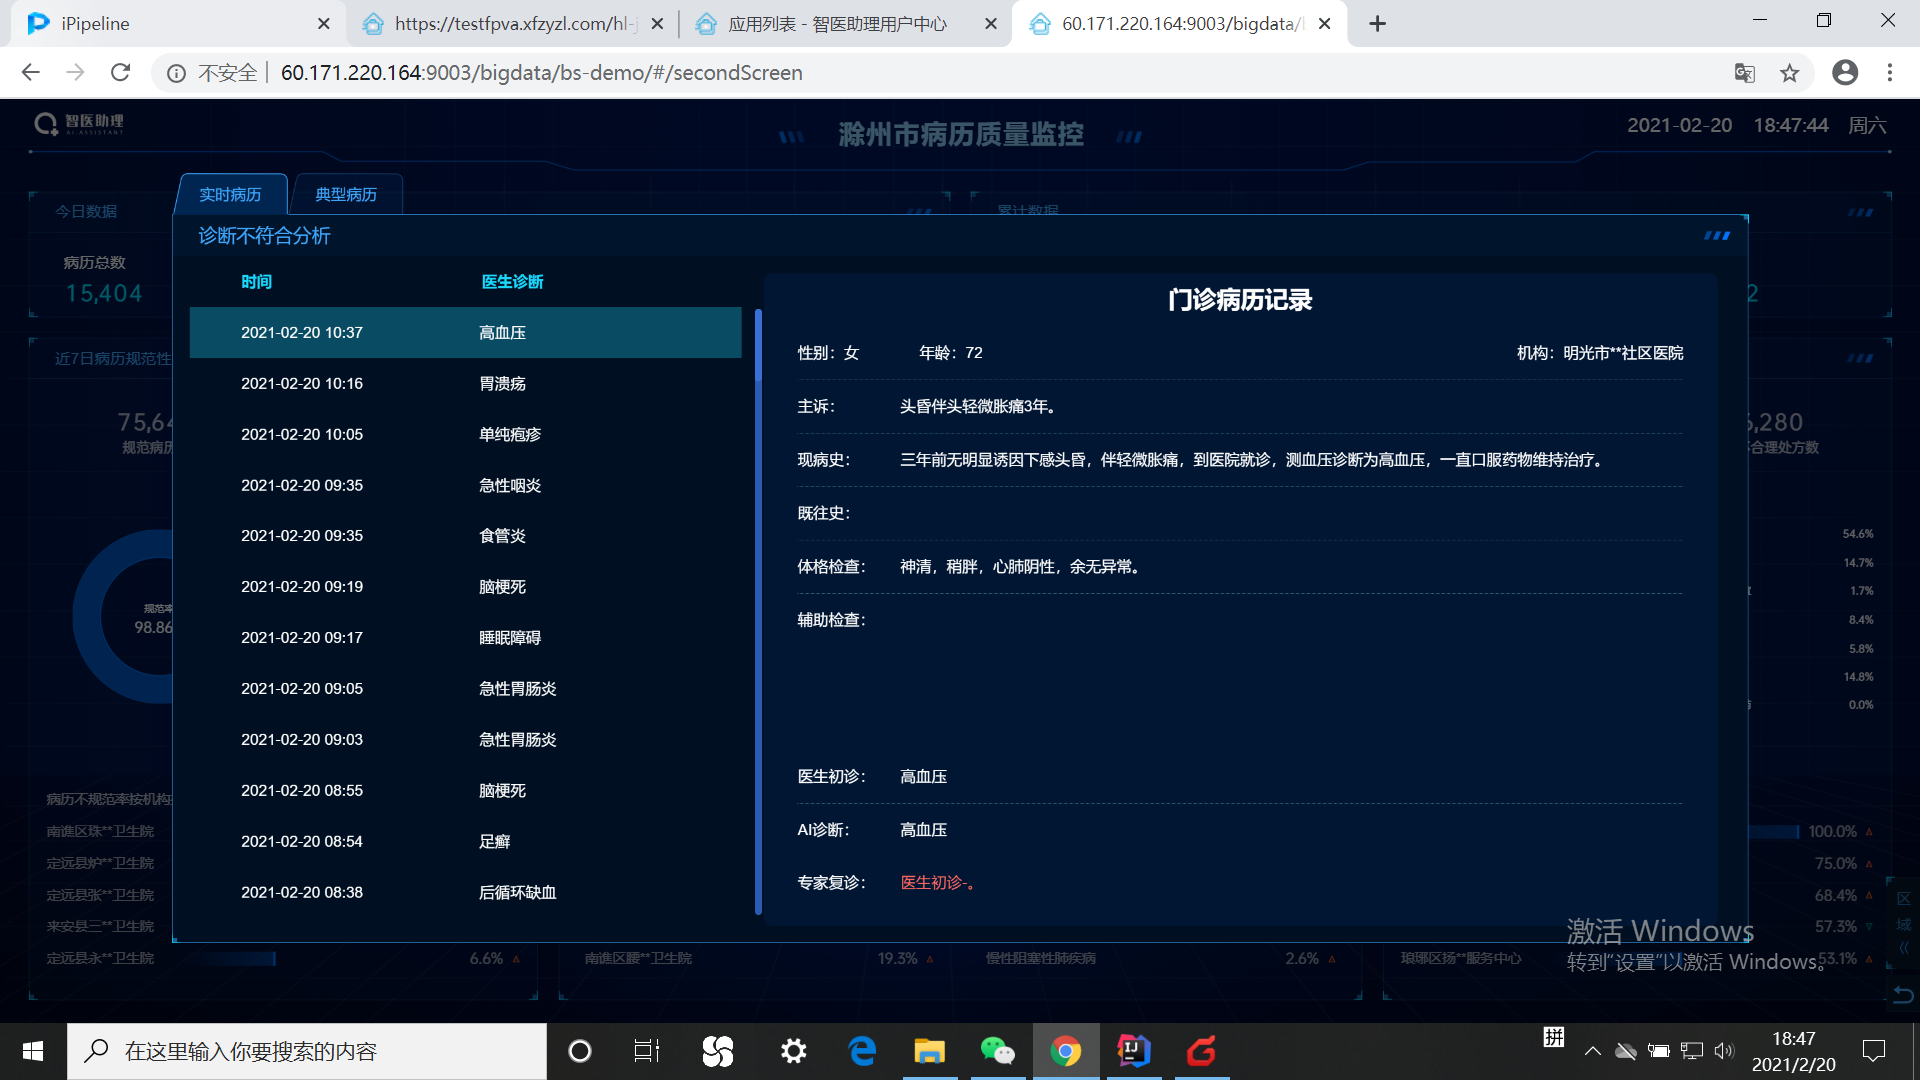 iPipeline
https://testfpva.xfzyzl.com/hl-j
应用列表 - 智医助理用户中心
60.171.220.164:9003/bigdata/b
不安全
60.171.220.164:9003/bigdata/bs-demo/#/secondScreen
智医助理
AI ASSISTANT
滁州市病历质量监控
2021-02-20 18:47:44 周六
实时病历
典型病历
今日数据
累计数据
诊断不符合分析
病历总数
15,404
2
时间
医生诊断
门诊病历记录
2021-02-20 10:37
高血压
性别：女
年龄：72
机构：明光市**社区医院
近7日病历规范性
2021-02-20 10:16
胃溃疡
主诉：
头昏伴头轻微胀痛3年。
75,64
规范病历
,280
合理处方数
2021-02-20 10:05
单纯疱疹
现病史：
三年前无明显诱因下感头昏，伴轻微胀痛，到医院就诊，测血压诊断为高血压，一直口服药物维持治疗。
2021-02-20 09:35
急性咽炎
既往史：
2021-02-20 09:35
食管炎
54.6%
体格检查：
神清，稍胖，心肺阴性，余无异常。
14.7%
2021-02-20 09:19
脑梗死
1.7%
规范率
98.86
辅助检查：
8.4%
2021-02-20 09:17
睡眠障碍
5.8%
2021-02-20 09:05
急性胃肠炎
14.8%
0.0%
2021-02-20 09:03
急性胃肠炎
医生初诊：
高血压
2021-02-20 08:55
脑梗死
病历不规范率按机构
AI诊断：
高血压
南谯区珠**卫生院
100.0%
2021-02-20 08:54
足癣
定远县炉**卫生院
75.0%
专家复诊：
医生初诊-。
2021-02-20 08:38
后循环缺血
定远县张**卫生院
68.4%
区域
来安县三**卫生院
57.3%
激活 Windows
定远县永**卫生院
6.6%
南谯区腰**卫生院
19.3%
慢性阻塞性肺疾病
2.6%
琅琊区扬**服务中心
53.1%
转到"设置"以激活 Windows。
在这里输入你要搜索的内容
拼
18:47
2021/2/20